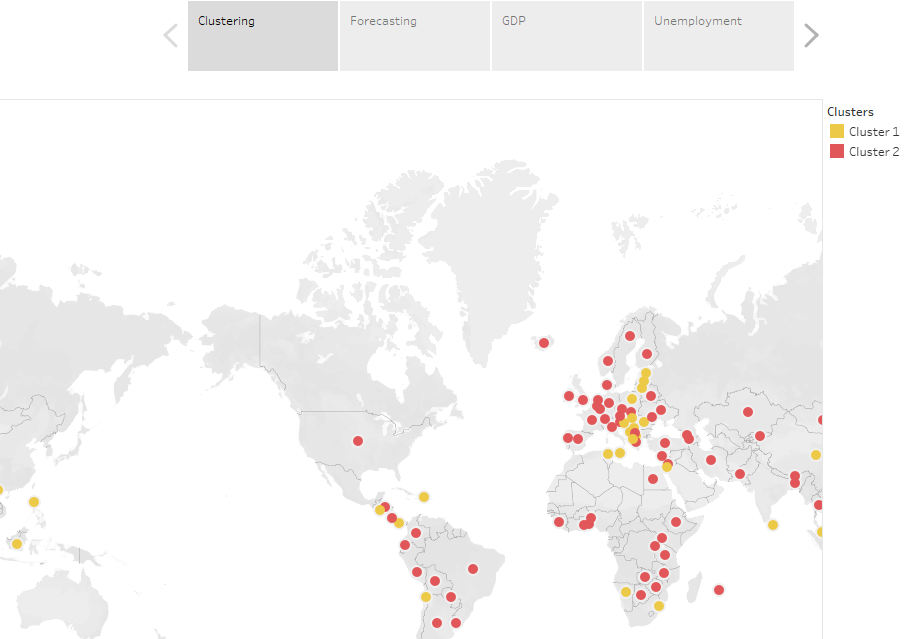 Clustering
Forecasting
GDP
Unemployment
Clusters
Cluster 1
Cluster 2